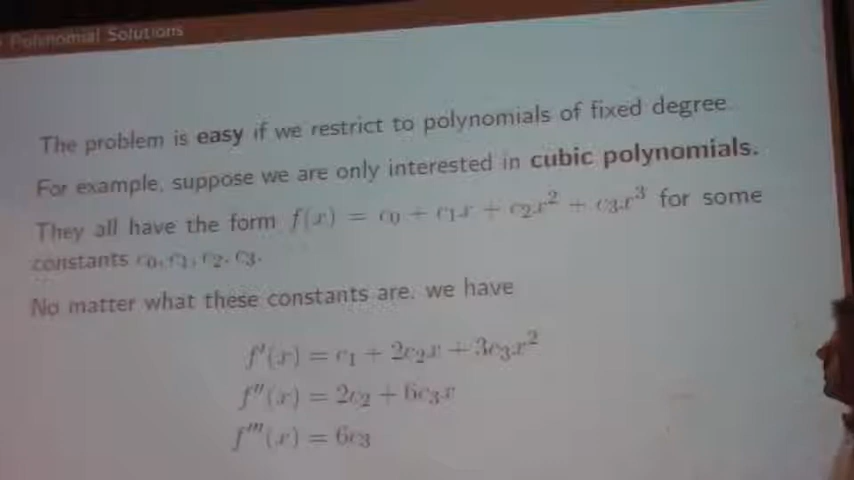 Polynomial Solutions
The problem is easy if we restrict to polynomials of fixed degree.
For example, suppose we are only interested in cubic polynomials.
They all have the form f(x) = c₀ + c₁x + c₂x² + c₃x³ for some
constants c₀, c₁, c₂, c₃.
No matter what these constants are, we have
f′(x) = c₁ + 2c₂x + 3c₃x²
f″(x) = 2c₂ + 6c₃x
f‴(x) = 6c₃